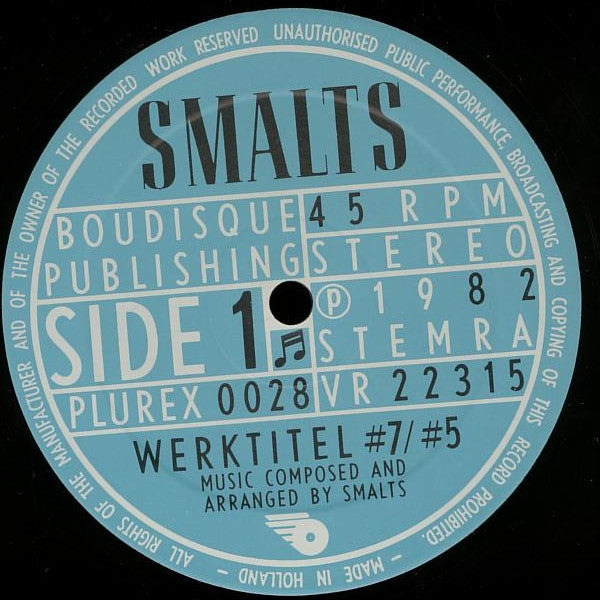 ALL RIGHTS OF THE MANUFACTURER AND OF THE OWNER OF THE RECORDED WORK RESERVED UNAUTHORISED PUBLIC PERFORMANCE, BROADCASTING AND COPYING OF THIS RECORD PROHIBITED.
SMALTS
BOUDISQUE
PUBLISHING
45 RPM
STEREO
SIDE 1
℗ 1982
STEMRA
PLUREX 0028
VR 22315
WERKTITEL #7/#5
MUSIC COMPOSED AND
ARRANGED BY SMALTS
- MADE IN HOLLAND -